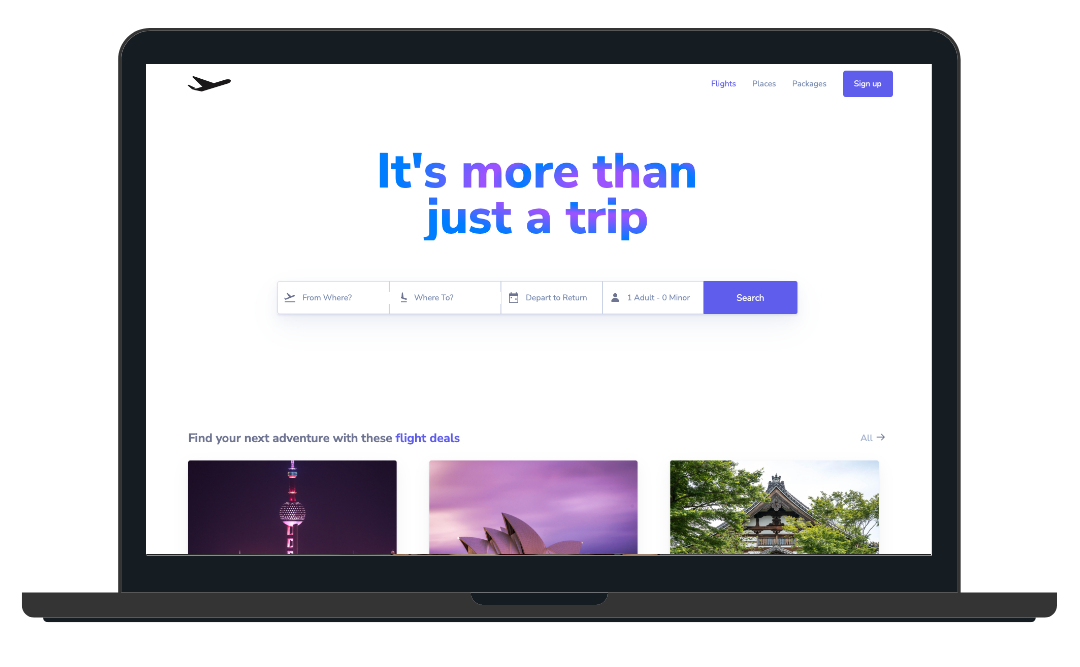 Flights Places Packages Sign up
It's more than
just a trip
From Where? Where To? Depart to Return 1 Adult - 0 Minor Search
Find your next adventure with these flight deals All